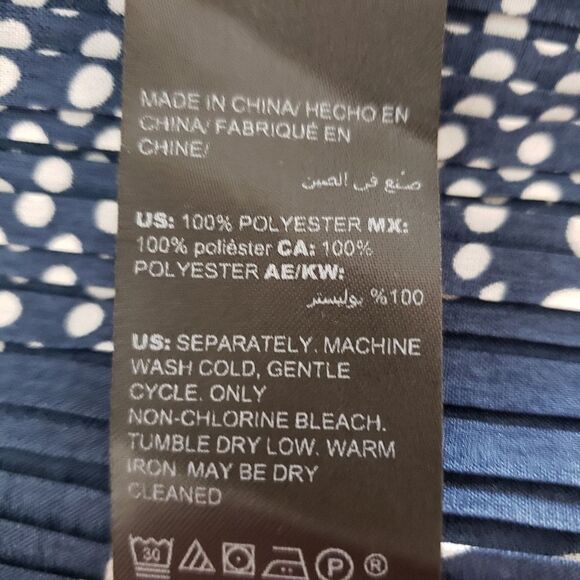 MADE IN CHINA/ HECHO EN
CHINA/ FABRIQUÉ EN
CHINE/
صنع في الصين
US: 100% POLYESTER MX:
100% poliéster CA: 100%
POLYESTER AE/KW:
%100 بوليستر
US: SEPARATELY. MACHINE
WASH COLD, GENTLE
CYCLE. ONLY
NON-CHLORINE BLEACH.
TUMBLE DRY LOW. WARM
IRON. MAY BE DRY
CLEANED
30 P ®